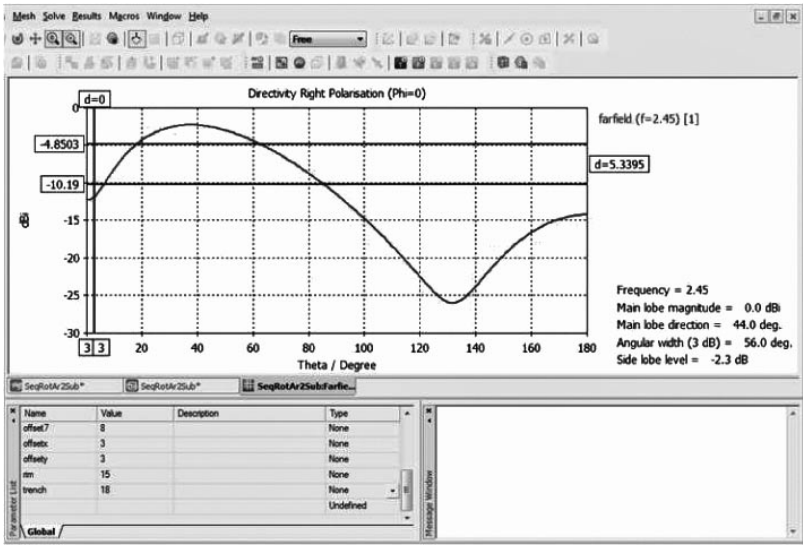 Mesh Solve Results Macros Window Help
Free
Directivity Right Polarisation (Phi=0)
d=0
0
-4.8503
-10.19
-15
-20
-25
-30
dBi
3 3 20 40 60 80 100 120 140 160 180
Theta / Degree
farfield (f=2.45) [1]
d=5.3395
Frequency = 2.45
Main lobe magnitude = 0.0 dBi
Main lobe direction = 44.0 deg.
Angular width (3 dB) = 56.0 deg.
Side lobe level = -2.3 dB
SeqRotAr2Sub* SeqRotAr2Sub* SeqRotAr2Sub:Farfie...
Name Value Description Type
offset7 8 None
offsetx 3 None
offsety 3 None
rim 15 None
trench 18 None
Undefined
Global
Parameter List
Message Window